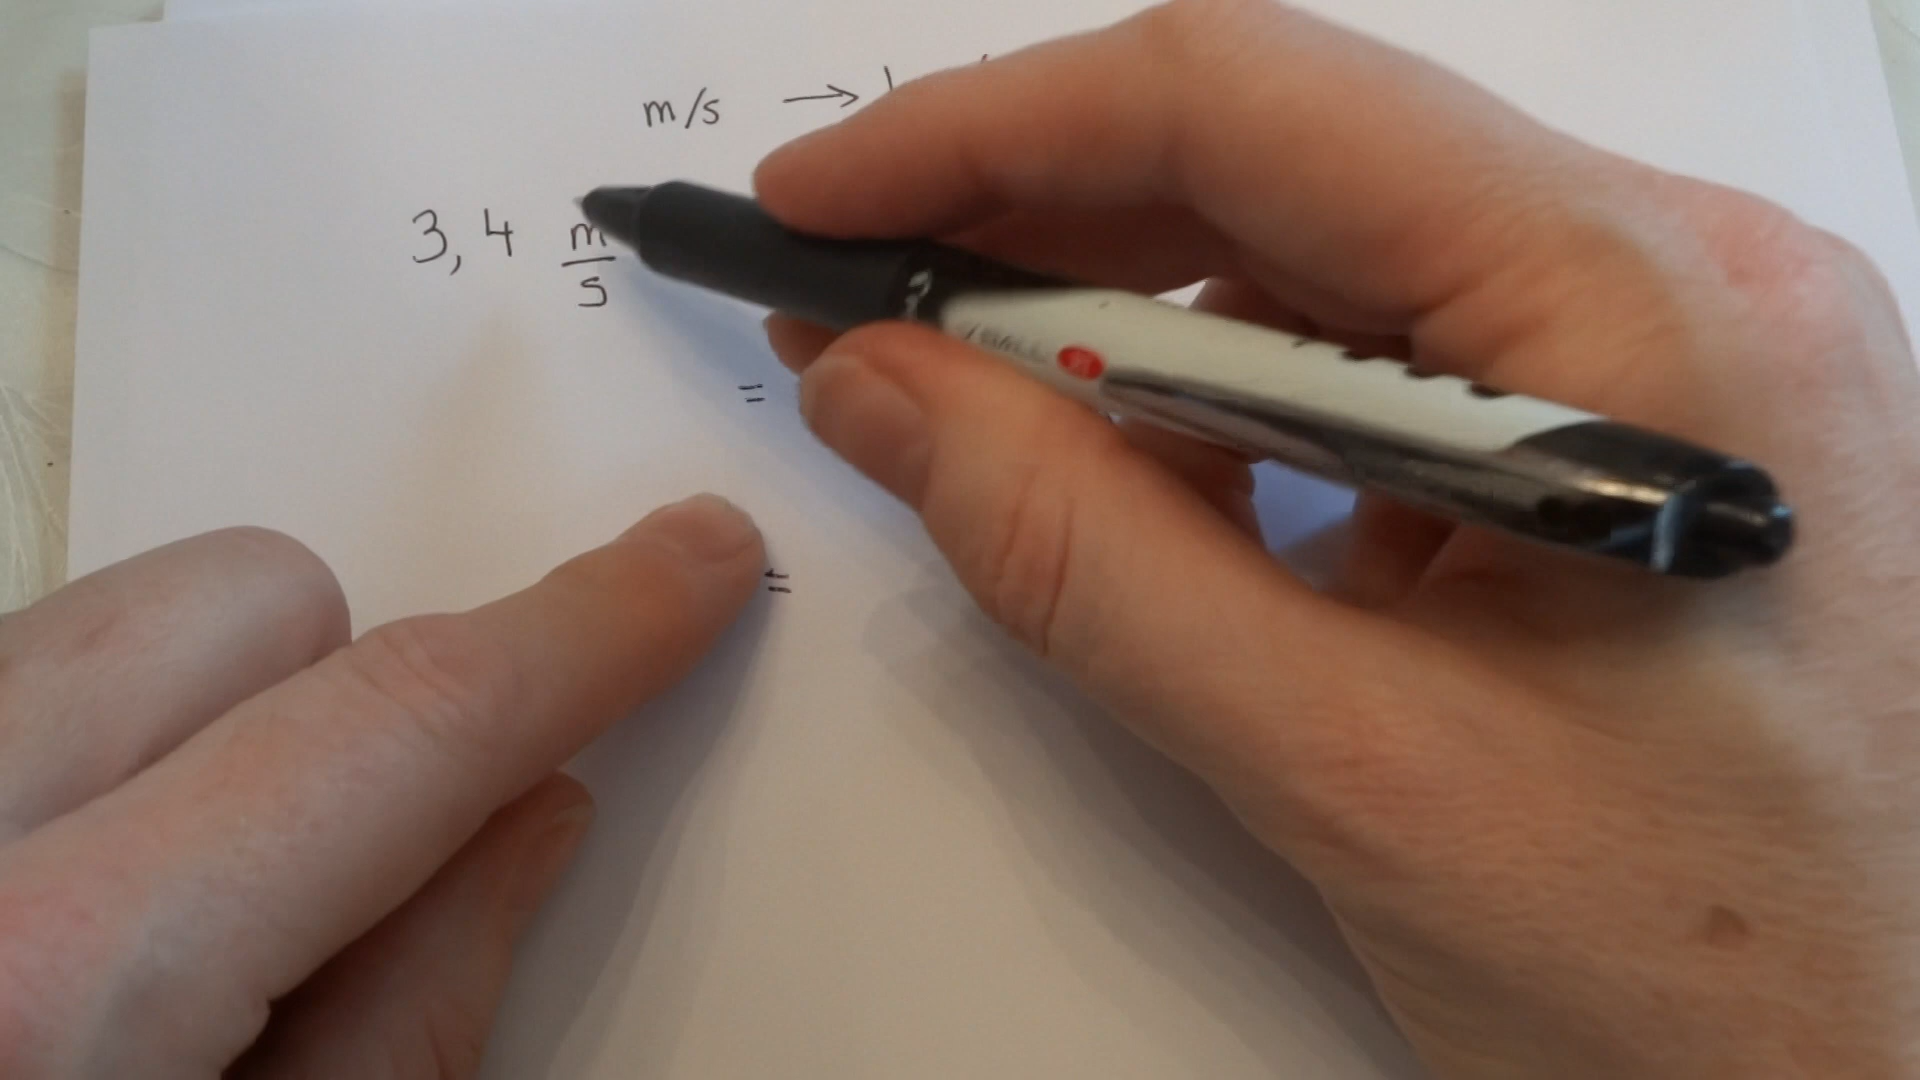 m/s →
3,4 m/s
=
=